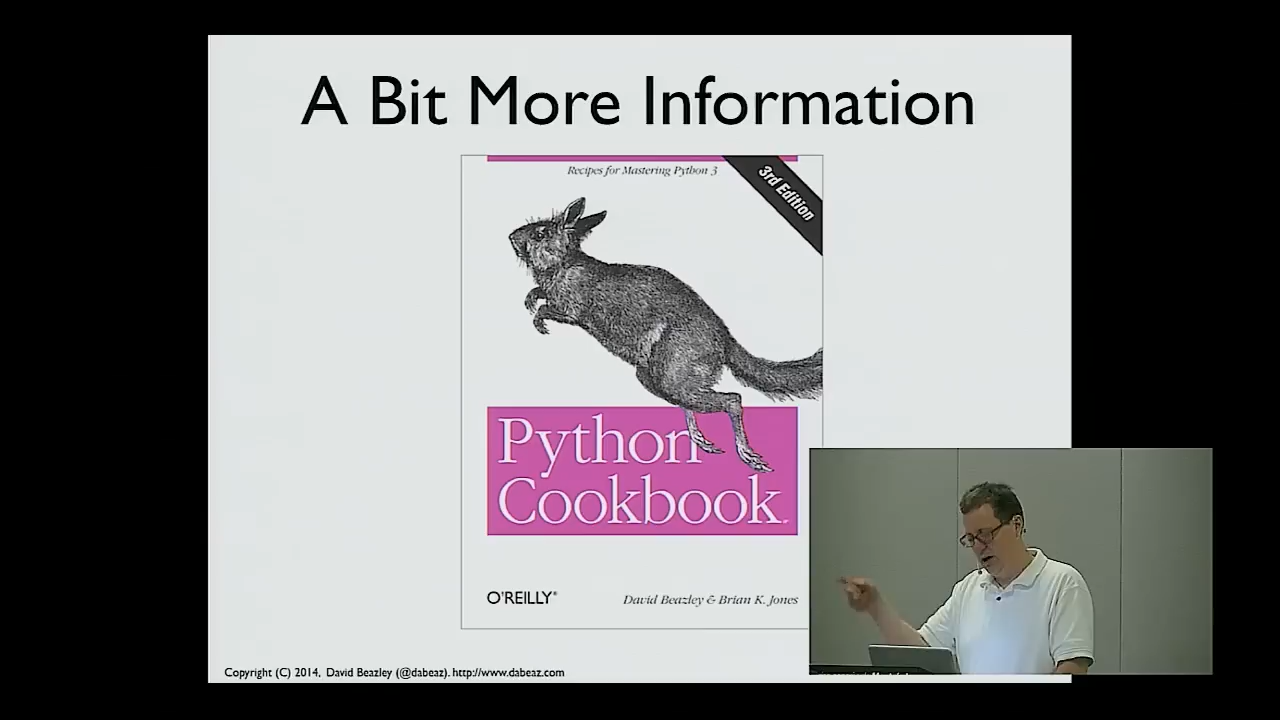 A Bit More Information
Recipes for Mastering Python 3
3rd Edition
Python
Cookbook
O'REILLY®
David Beazley & Brian K. Jones
Copyright (C) 2014, David Beazley (@dabeaz). http://www.dabeaz.com